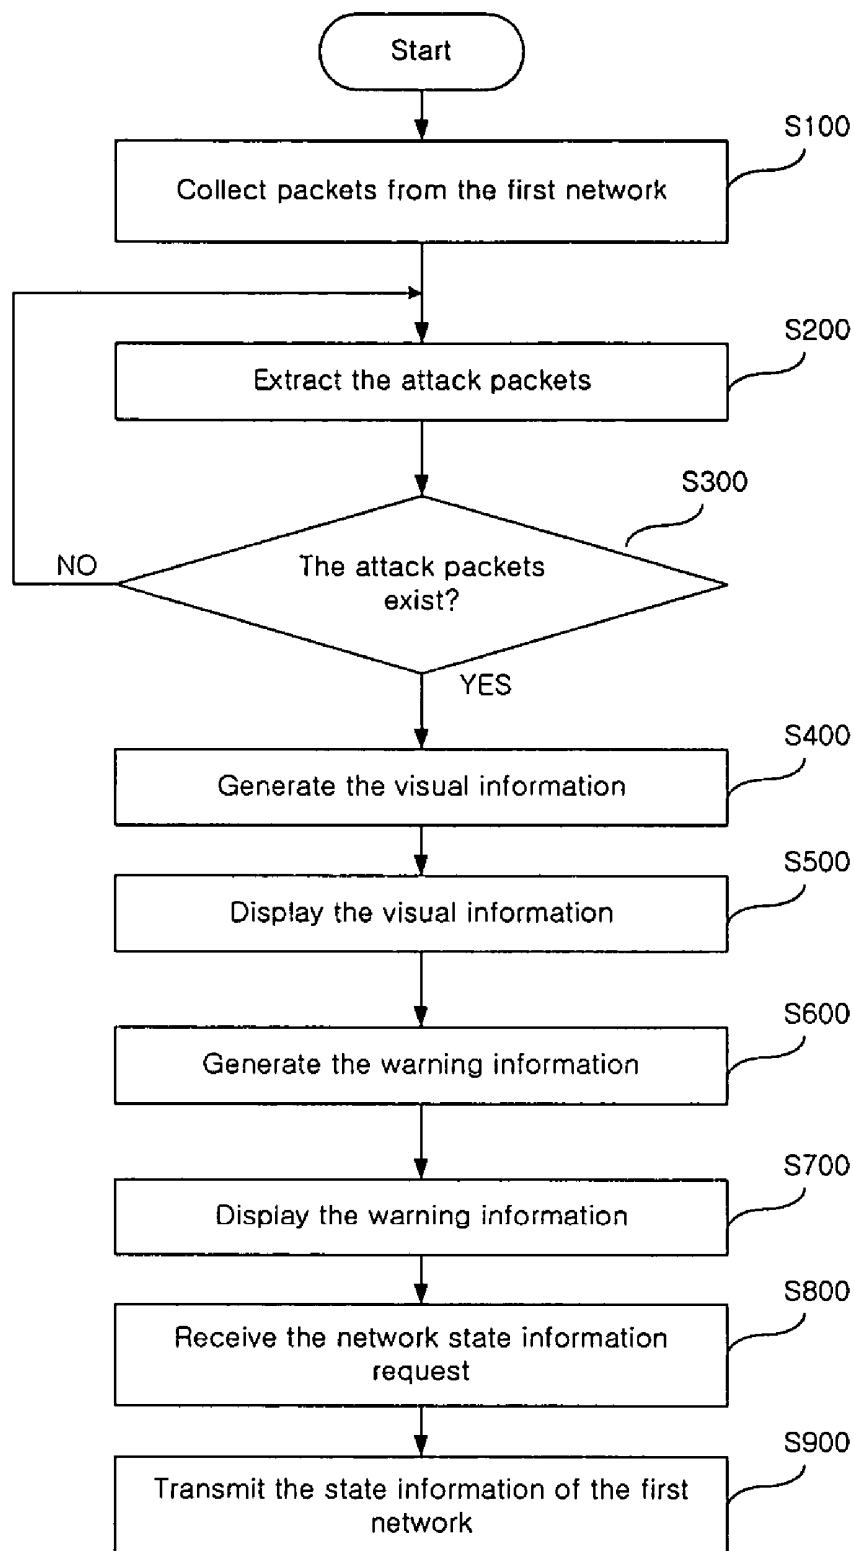 Start
S100
Collect packets from the first network
S200
Extract the attack packets
S300
The attack packets
exist?
NO
YES
S400
Generate the visual information
S500
Display the visual information
S600
Generate the warning information
S700
Display the warning information
S800
Receive the network state information
request
S900
Transmit the state information of the first
network